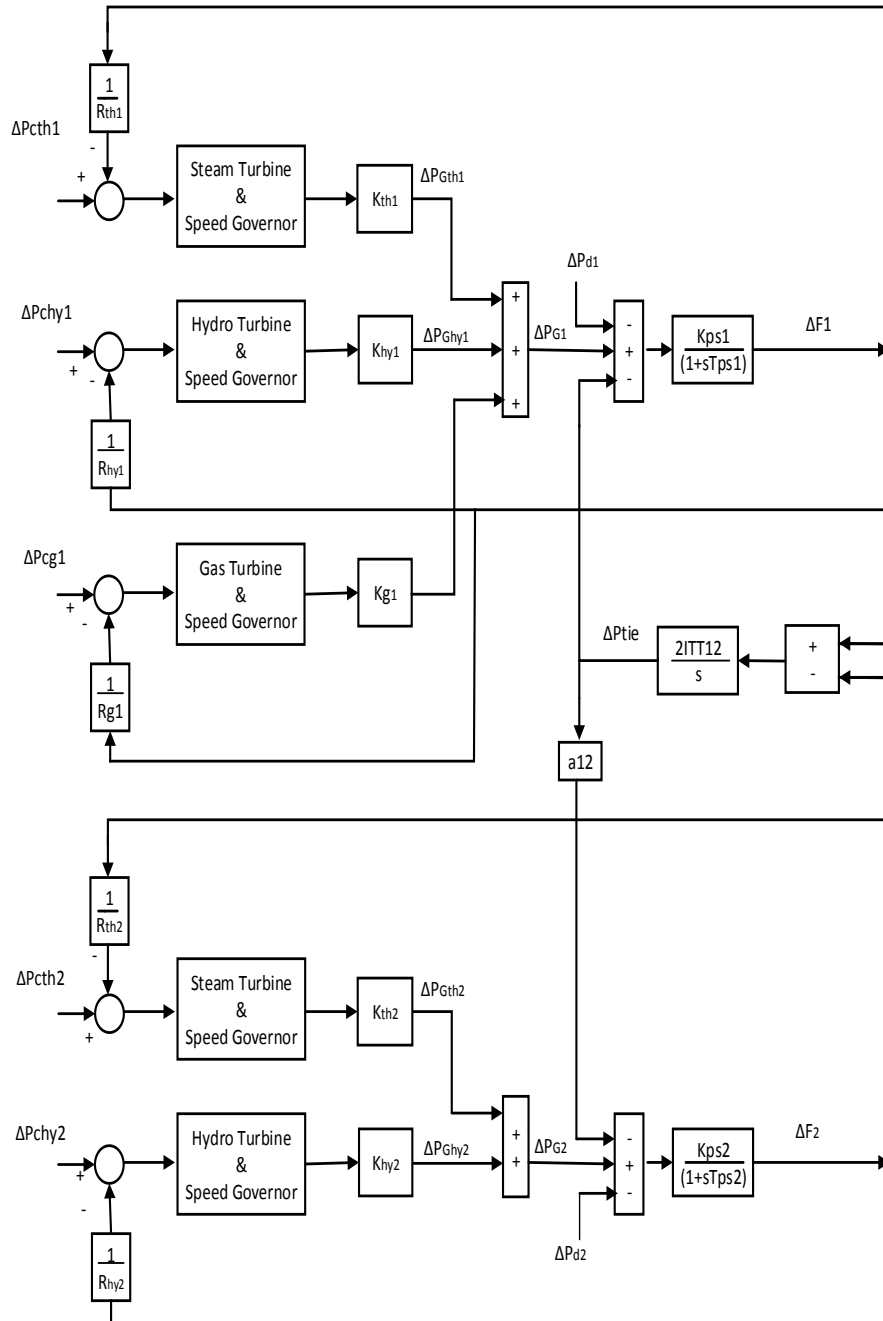 1
Rth1
ΔPcth1
-
+
Steam Turbine
&
Speed Governor
Kth1
ΔPGth1
ΔPchy1
+
-
Hydro Turbine
&
Speed Governor
Khy1
ΔPGhy1
+
+
+
ΔPG1
ΔPd1
-
+
-
Kps1
(1+sTps1)
ΔF1
1
Rhy1
ΔPcg1
+
-
Gas Turbine
&
Speed Governor
Kg1
1
Rg1
ΔPtie
2ITT12
s
+
-
a12
1
Rth2
-
ΔPcth2
+
Steam Turbine
&
Speed Governor
Kth2
ΔPGth2
ΔPchy2
+
-
Hydro Turbine
&
Speed Governor
Khy2
ΔPGhy2
+
+
ΔPG2
-
+
-
ΔPd2
Kps2
(1+sTps2)
ΔF2
1
Rhy2